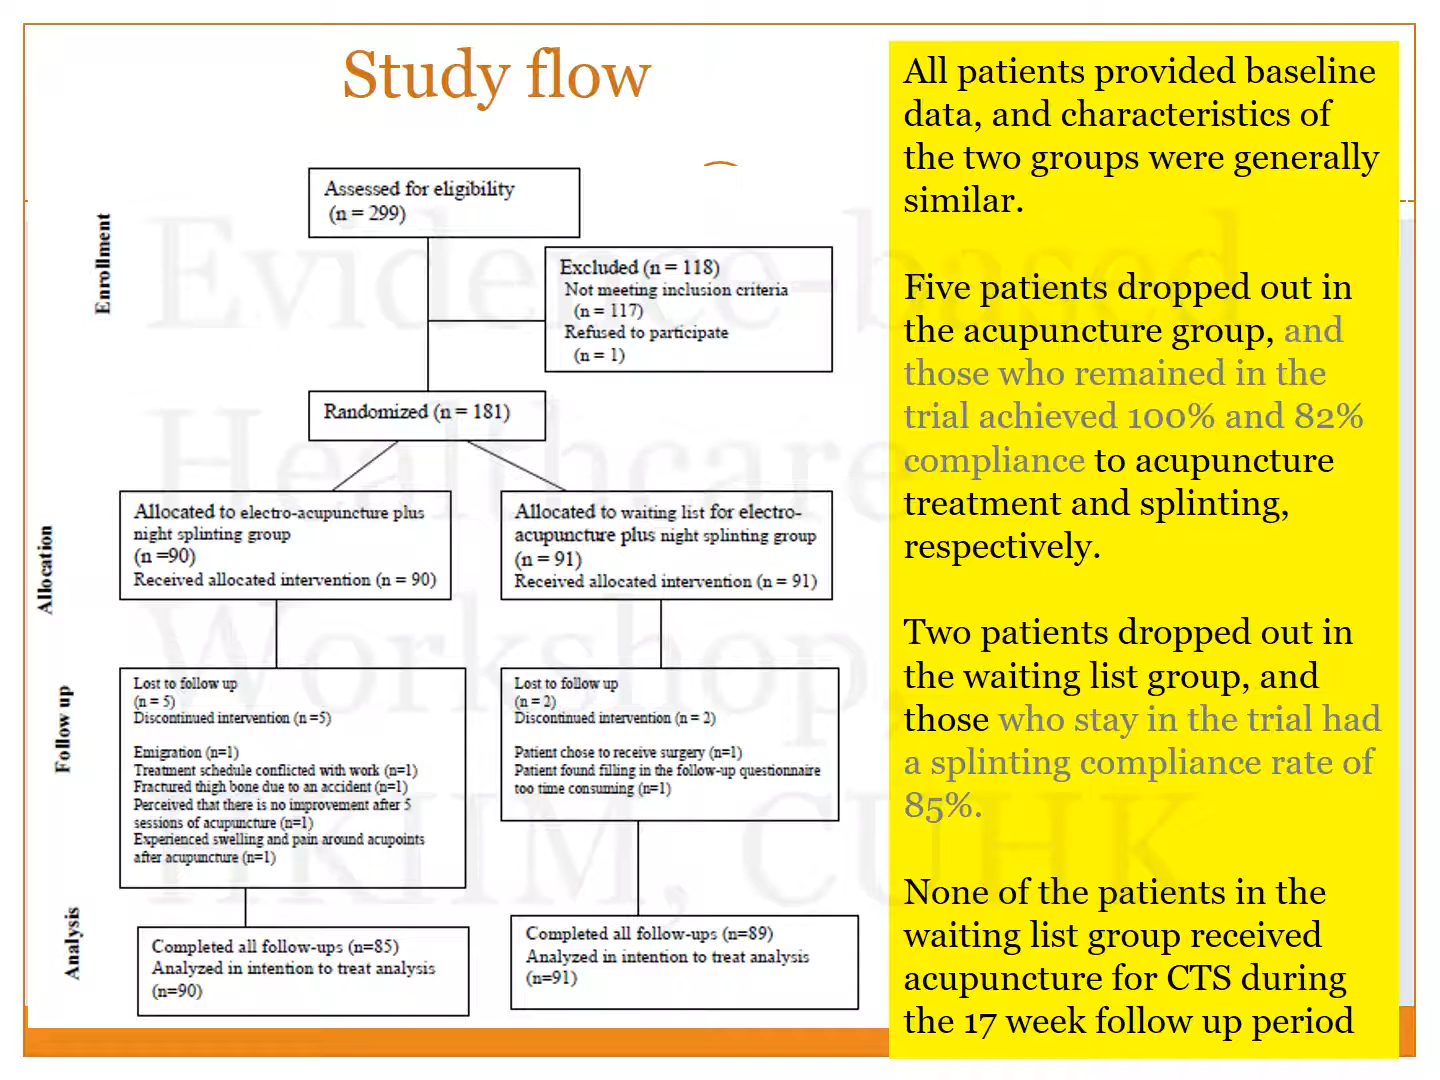 Study flow
Enrollment
Assessed for eligibility
(n = 299)
Excluded (n = 118)
Not meeting inclusion criteria
(n = 117)
Refused to participate
(n = 1)
Randomized (n = 181)
Allocation
Allocated to electro-acupuncture plus
night splinting group
(n =90)
Received allocated intervention (n = 90)
Allocated to waiting list for electro-
acupuncture plus night splinting group
(n = 91)
Received allocated intervention (n = 91)
Follow up
Lost to follow up
(n = 5)
Discontinued intervention (n =5)
Emigration (n=1)
Treatment schedule conflicted with work (n=1)
Fractured thigh bone due to an accident (n=1)
Perceived that there is no improvement after 5
sessions of acupuncture (n=1)
Experienced swelling and pain around acupoints
after acupuncture (n=1)
Lost to follow up
(n = 2)
Discontinued intervention (n = 2)
Patient chose to receive surgery (n=1)
Patient found filling in the follow-up questionnaire
too time consuming (n=1)
Analysis
Completed all follow-ups (n=85)
Analyzed in intention to treat analysis
(n=90)
Completed all follow-ups (n=89)
Analyzed in intention to treat analysis
(n=91)
All patients provided baseline
data, and characteristics of
the two groups were generally
similar.
Five patients dropped out in
the acupuncture group, and
those who remained in the
trial achieved 100% and 82%
compliance to acupuncture
treatment and splinting,
respectively.
Two patients dropped out in
the waiting list group, and
those who stay in the trial had
a splinting compliance rate of
85%.
None of the patients in the
waiting list group received
acupuncture for CTS during
the 17 week follow up period
Evidence-based
Healthcare
Workshop,
HKIIM, CUHK